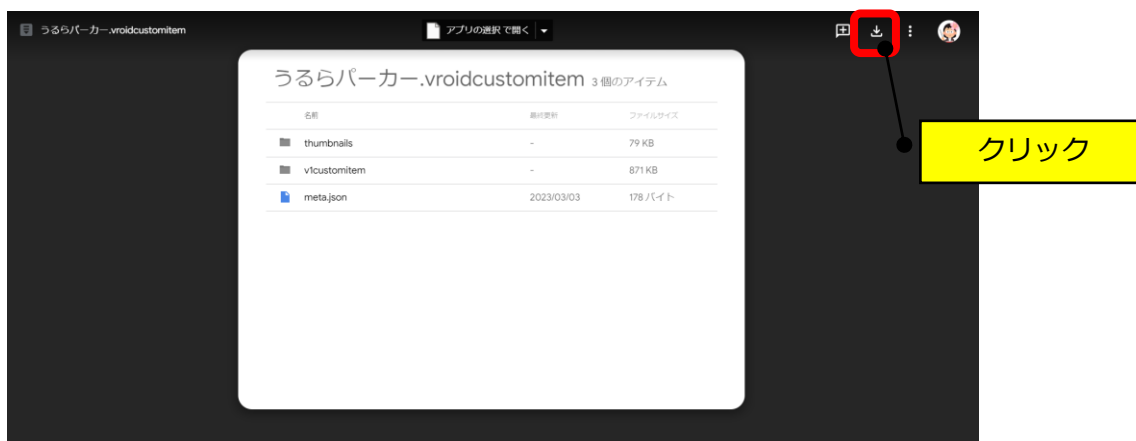 うるらパーカー.vroidcustomitem
アプリの選択 で開く
うるらパーカー.vroidcustomitem 3 個のアイテム
名前 最終更新 ファイルサイズ
thumbnails - 79 KB
v1customitem - 871 KB
meta.json 2023/03/03 178 バイト
クリック